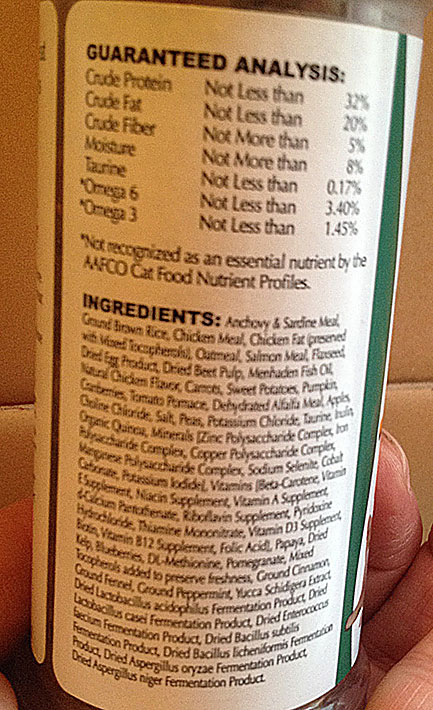 GUARANTEED ANALYSIS:
Crude Protein Not Less than 32%
Crude Fat Not Less than 20%
Crude Fiber Not More than 5%
Moisture Not More than 8%
Taurine Not Less than 0.17%
*Omega 6 Not Less than 3.40%
*Omega 3 Not Less than 1.45%
*Not recognized as an essential nutrient by the
AAFCO Cat Food Nutrient Profiles.
INGREDIENTS: Anchovy & Sardine Meal,
Ground Brown Rice, Chicken Meal, Chicken Fat (preserved
with Mixed Tocopherols), Oatmeal, Salmon Meal, Flaxseed,
Dried Egg Product, Dried Beet Pulp, Menhaden Fish Oil,
Natural Chicken Flavor, Carrots, Sweet Potatoes, Pumpkin,
Cranberries, Tomato Pomace, Dehydrated Alfalfa Meal, Apples,
Choline Chloride, Salt, Peas, Potassium Chloride, Taurine, Inulin,
Organic Quinoa, Minerals [Zinc Polysaccharide Complex, Iron
Polysaccharide Complex, Copper Polysaccharide Complex,
Manganese Polysaccharide Complex, Sodium Selenite, Cobalt
Carbonate, Potassium Iodide], Vitamins [Beta-Carotene, Vitamin
E Supplement, Niacin Supplement, Vitamin A Supplement,
d-Calcium Pantothenate, Riboflavin Supplement, Pyridoxine
Hydrochloride, Thiamine Mononitrate, Vitamin D3 Supplement,
Biotin, Vitamin B12 Supplement, Folic Acid], Papaya, Dried
Kelp, Blueberries, DL-Methionine, Pomegranate, Mixed
Tocopherols added to preserve freshness, Ground Cinnamon,
Ground Fennel, Ground Peppermint, Yucca Schidigera Extract,
Dried Lactobacillus acidophilus Fermentation Product, Dried
Lactobacillus casei Fermentation Product, Dried Enterococcus
faecium Fermentation Product, Dried Bacillus subtilis
Fermentation Product, Dried Bacillus licheniformis Fermentation
Product, Dried Aspergillus oryzae Fermentation Product,
Dried Aspergillus niger Fermentation Product.